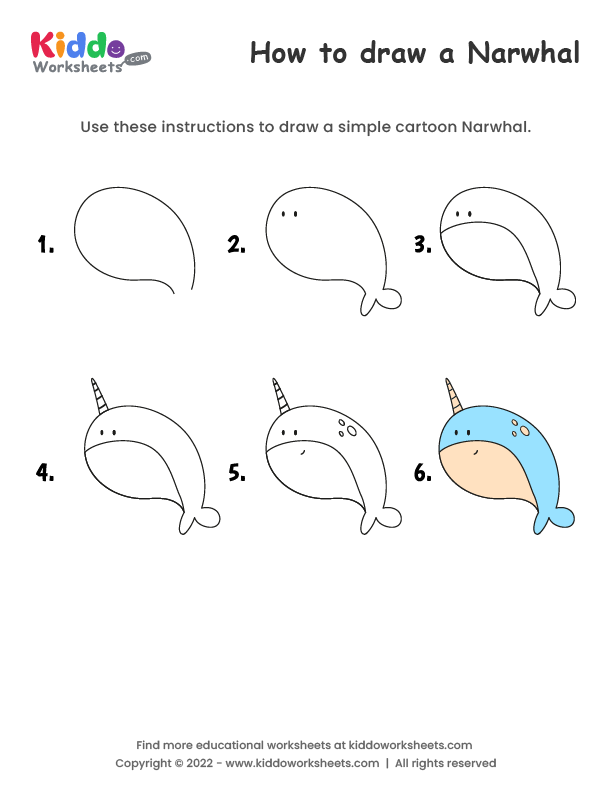 Kiddo
Worksheets.com
How to draw a Narwhal
Use these instructions to draw a simple cartoon Narwhal.
1.
2.
3.
4.
5.
6.
Find more educational worksheets at kiddoworksheets.com
Copyright © 2022 - www.kiddoworksheets.com | All rights reserved